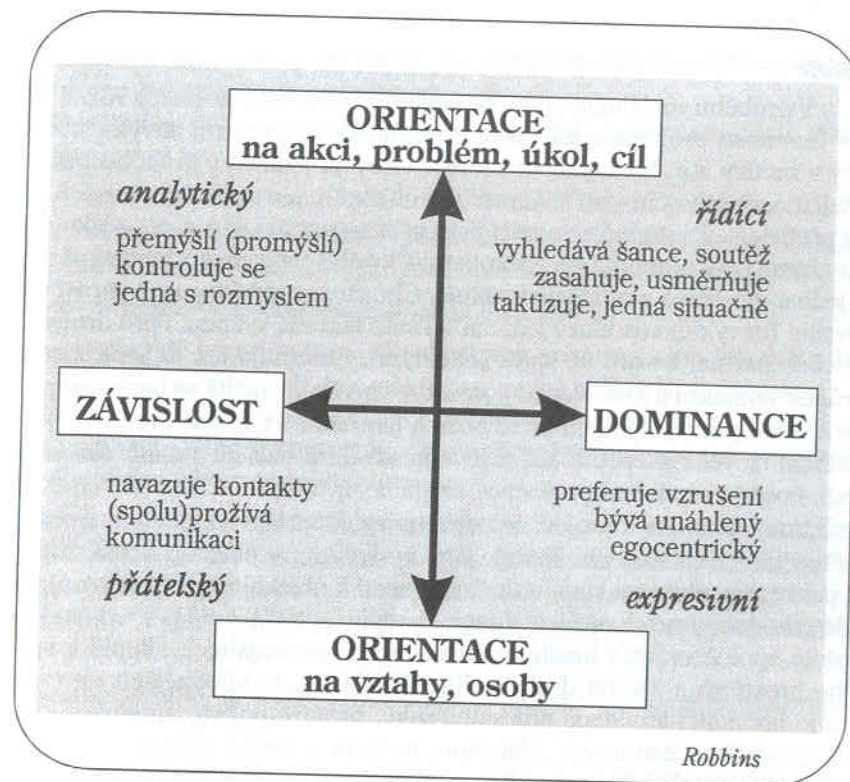 ORIENTACE
na akci, problém, úkol, cíl
analytický
přemýšlí (promýšlí)
kontroluje se
jedná s rozmyslem
řídící
vyhledává šance, soutěž
zasahuje, usměrňuje
taktizuje, jedná situačně
ZÁVISLOST
DOMINANCE
navazuje kontakty
(spolu)prožívá
komunikaci
přátelský
preferuje vzrušení
bývá unáhlený
egocentrický
expresivní
ORIENTACE
na vztahy, osoby
Robbins